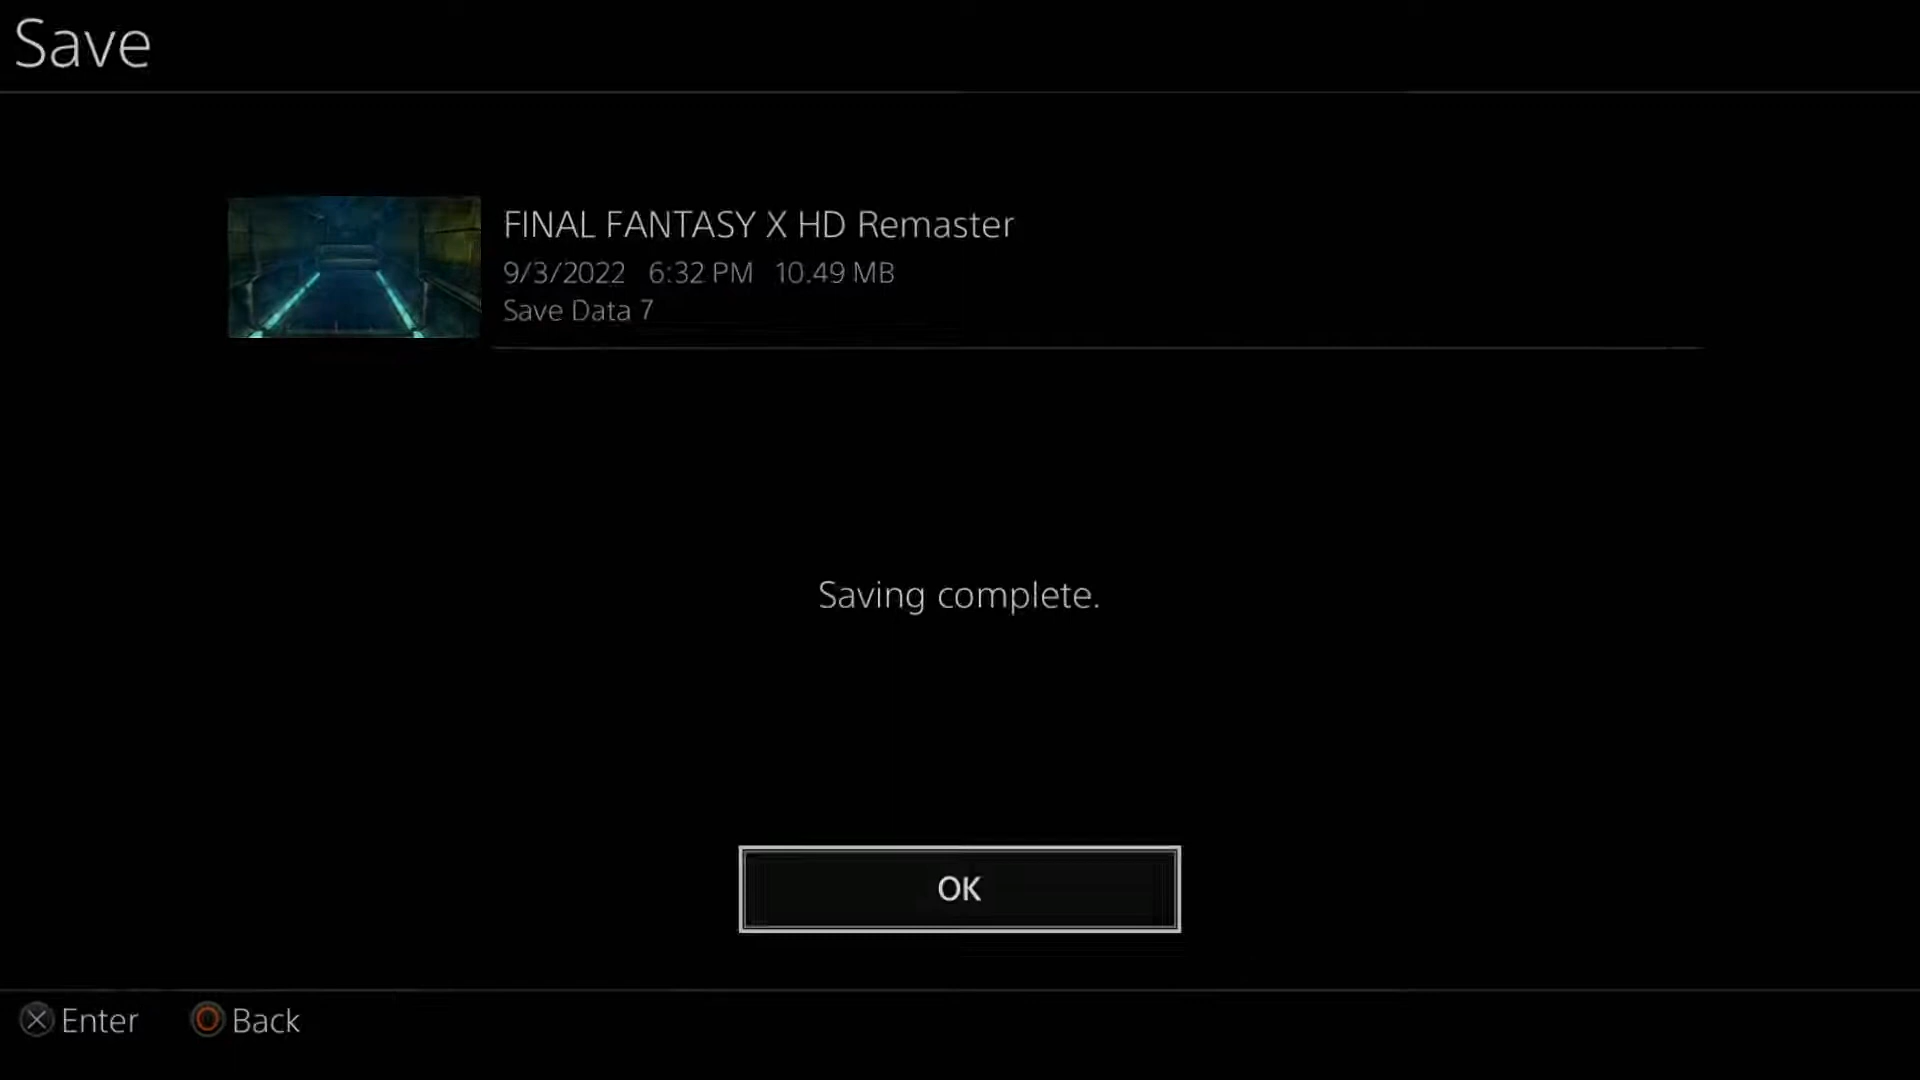 Save
FINAL FANTASY X HD Remaster
9/3/2022 6:32 PM 10.49 MB
Save Data 7
Saving complete.
OK
Enter Back